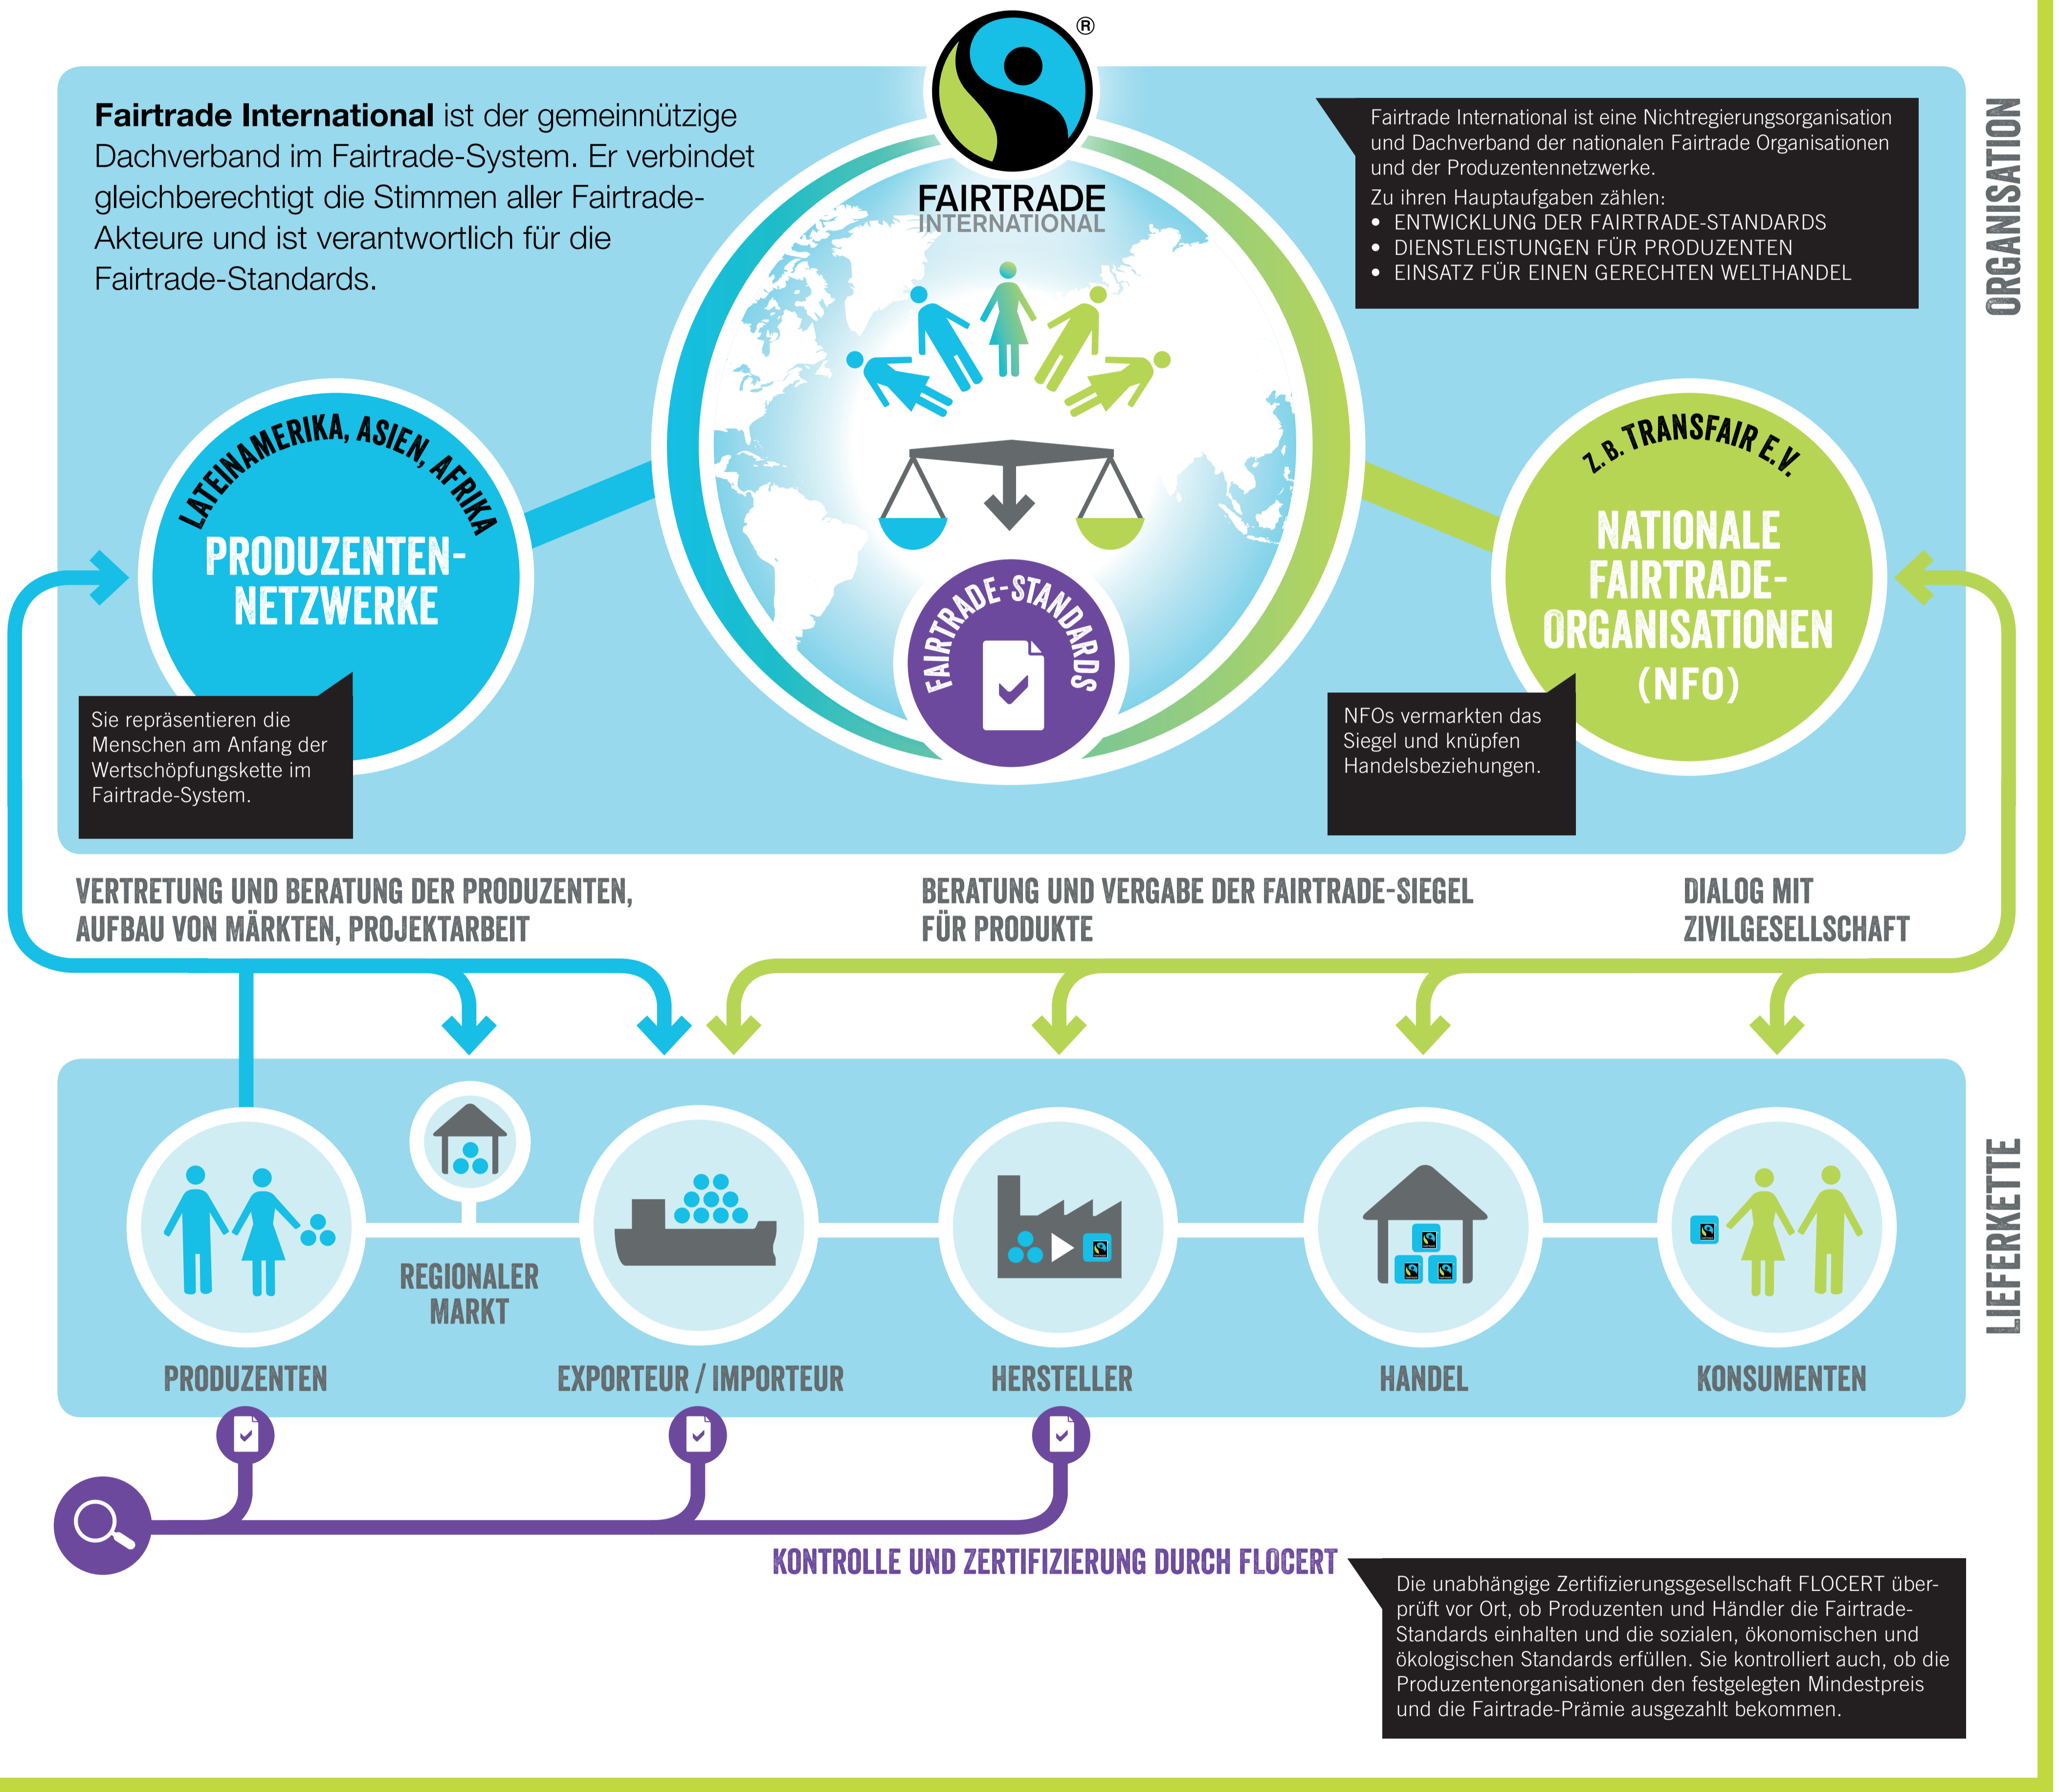 ®
FAIRTRADE
INTERNATIONAL
Fairtrade International ist der gemeinnützige
Dachverband im Fairtrade-System. Er verbindet
gleichberechtigt die Stimmen aller Fairtrade-
Akteure und ist verantwortlich für die
Fairtrade-Standards.
Fairtrade International ist eine Nichtregierungsorganisation
und Dachverband der nationalen Fairtrade Organisationen
und der Produzentennetzwerke.
Zu ihren Hauptaufgaben zählen:
• ENTWICKLUNG DER FAIRTRADE-STANDARDS
• DIENSTLEISTUNGEN FÜR PRODUZENTEN
• EINSATZ FÜR EINEN GERECHTEN WELTHANDEL
ORGANISATION
LATEINAMERIKA, ASIEN, AFRIKA
PRODUZENTEN-
NETZWERKE
Sie repräsentieren die
Menschen am Anfang der
Wertschöpfungskette im
Fairtrade-System.
FAIRTRADE-STANDARDS
Z. B. TRANSFAIR E.V.
NATIONALE
FAIRTRADE-
ORGANISATIONEN
(NFO)
NFOs vermarkten das
Siegel und knüpfen
Handelsbeziehungen.
VERTRETUNG UND BERATUNG DER PRODUZENTEN,
AUFBAU VON MÄRKTEN, PROJEKTARBEIT
BERATUNG UND VERGABE DER FAIRTRADE-SIEGEL
FÜR PRODUKTE
DIALOG MIT
ZIVILGESELLSCHAFT
LIEFERKETTE
PRODUZENTEN
REGIONALER
MARKT
EXPORTEUR / IMPORTEUR
HERSTELLER
HANDEL
KONSUMENTEN
KONTROLLE UND ZERTIFIZIERUNG DURCH FLOCERT
Die unabhängige Zertifizierungsgesellschaft FLOCERT über-
prüft vor Ort, ob Produzenten und Händler die Fairtrade-
Standards einhalten und die sozialen, ökonomischen und
ökologischen Standards erfüllen. Sie kontrolliert auch, ob die
Produzentenorganisationen den festgelegten Mindestpreis
und die Fairtrade-Prämie ausgezahlt bekommen.